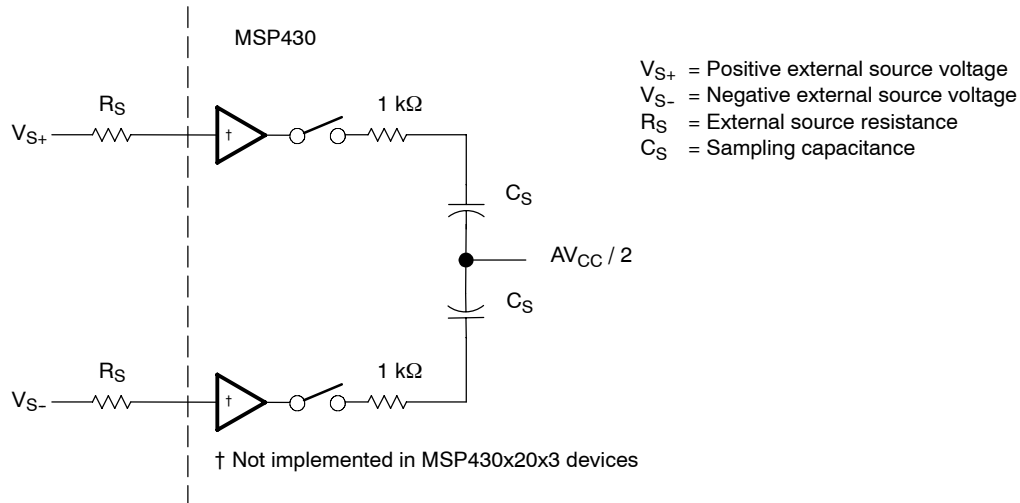 MSP430
V_S+ = Positive external source voltage
V_S- = Negative external source voltage
R_S = External source resistance
C_S = Sampling capacitance
R_S
1 kΩ
V_S+
†
C_S
AV_CC / 2
C_S
R_S
1 kΩ
V_S-
†
† Not implemented in MSP430x20x3 devices